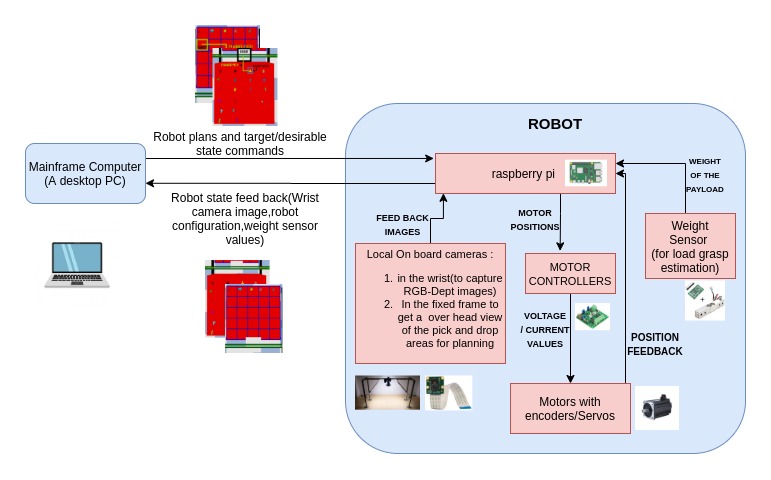 ROBOT
Robot plans and target/desirable
state commands
Mainframe Computer
(A desktop PC)
raspberry pi
WEIGHT
OF THE
PAYLOAD
Robot state feed back(Wrist
camera image,robot
configuration,weight sensor
values)
FEED BACK
IMAGES
MOTOR
POSITIONS
Weight
Sensor
(for load grasp
estimation)
Local On board cameras :
1. in the wrist(to capture
RGB-Dept images)
2. In the fixed frame to
get a over head view
of the pick and drop
areas for planning
MOTOR
CONTROLLERS
VOLTAGE
/ CURRENT
VALUES
POSITION
FEEDBACK
Motors with
encoders/Servos